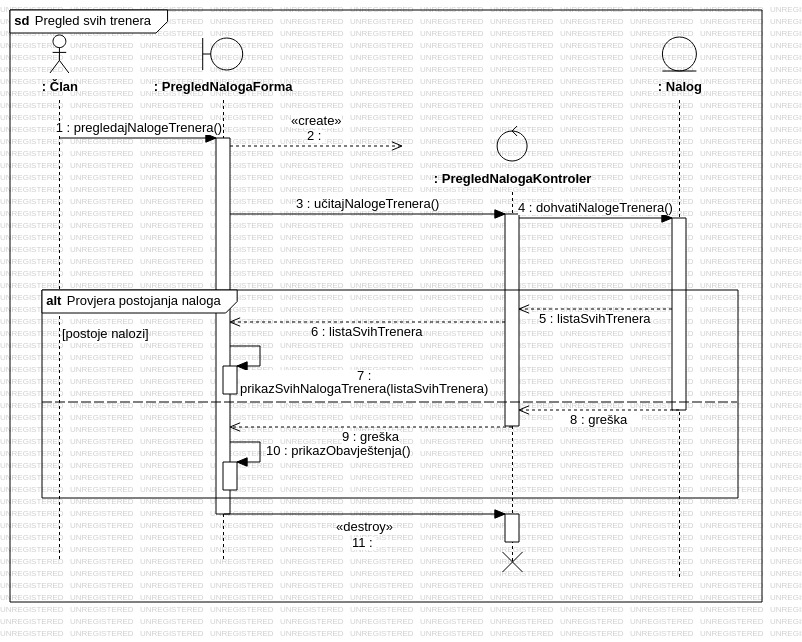 sd Pregled svih trenera
: Član
: PregledNalogaForma
: Nalog
1 : pregledajNalogeTrenera()
«create»
2 :
: PregledNalogaKontroler
3 : učitajNalogeTrenera()
4 : dohvatiNalogeTrenera()
alt Provjera postojanja naloga
5 : listaSvihTrenera
6 : listaSvihTrenera
[postoje nalozi]
7 :
prikazSvihNalogaTrenera(listaSvihTrenera)
8 : greška
9 : greška
10 : prikazObavještenja()
«destroy»
11 :
UNREGISTERED